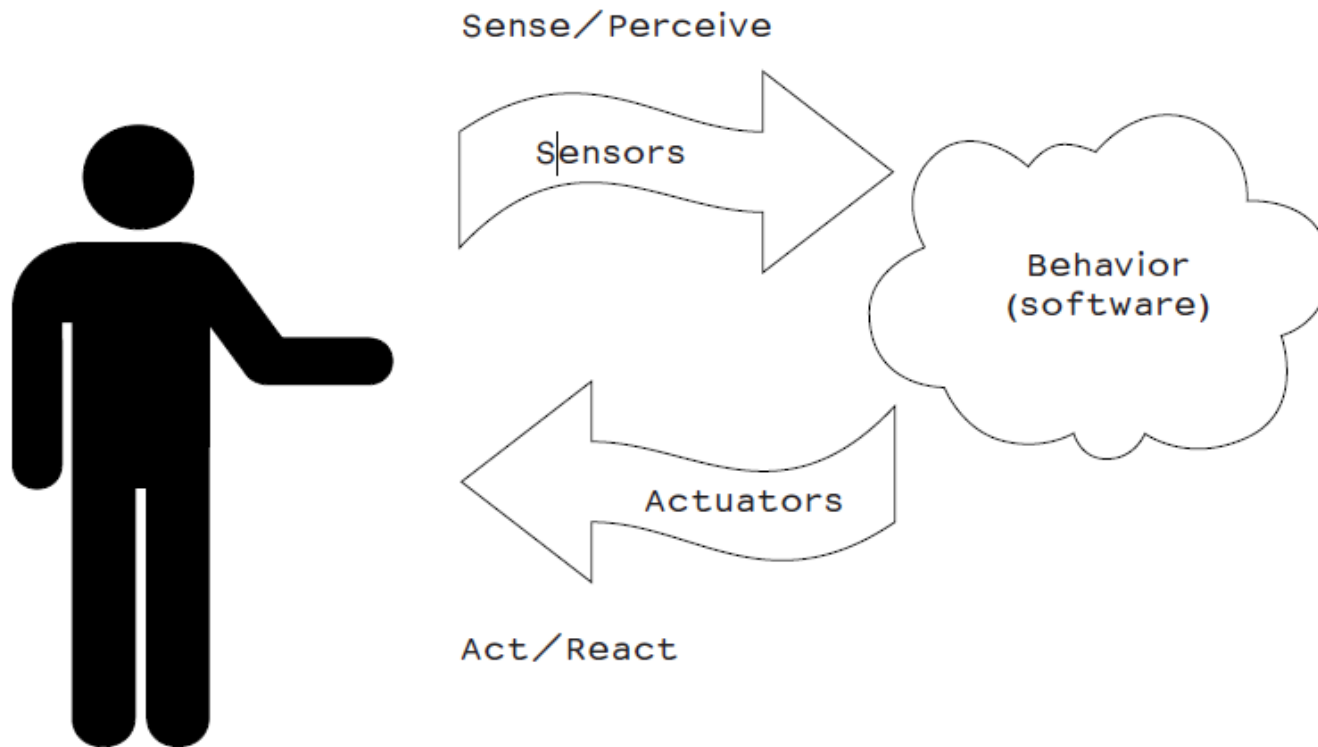 Sense/Perceive
Sensors
Behavior
(software)
Actuators
Act/React